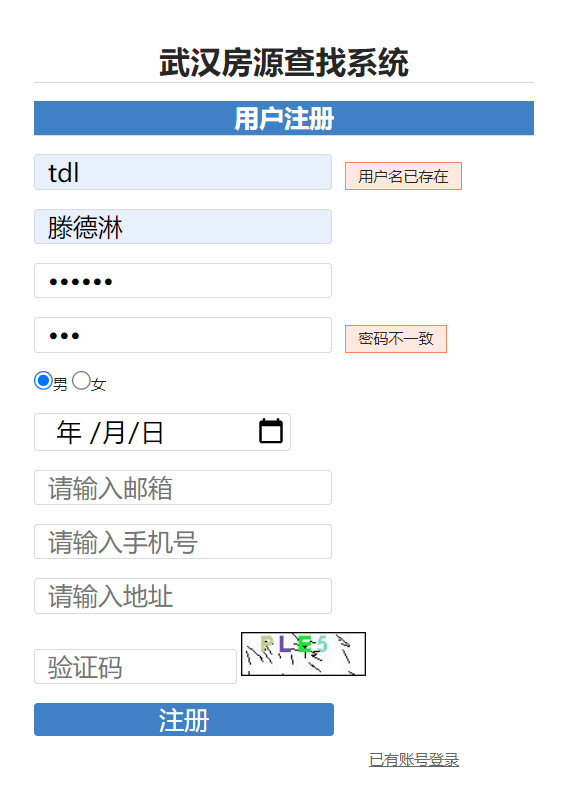 武汉房源查找系统
用户注册
tdl 用户名已存在
滕德淋
••••••
••• 密码不一致
男 女
年 /月/日
请输入邮箱
请输入手机号
请输入地址
验证码 RLE5
注册
已有账号登录